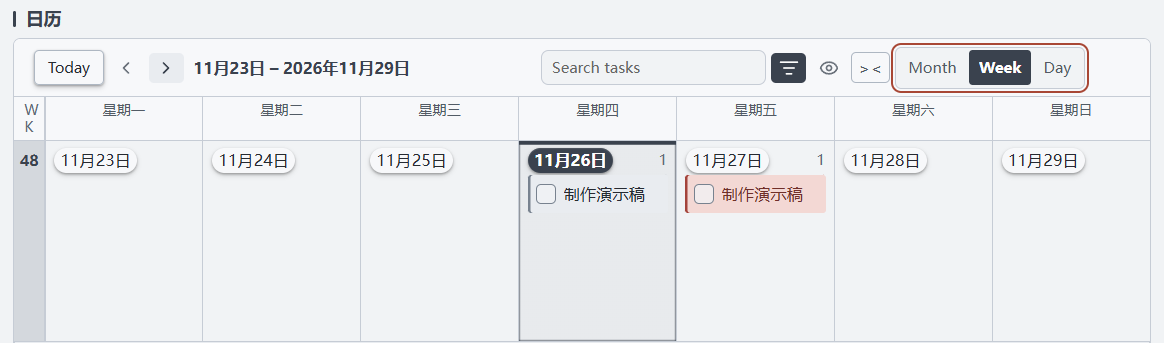 日历
Today 11月23日 – 2026年11月29日 Search tasks > < Month Week Day
WK 星期一 星期二 星期三 星期四 星期五 星期六 星期日
48 11月23日 11月24日 11月25日 11月26日 1 11月27日 1 11月28日 11月29日
制作演示稿 制作演示稿